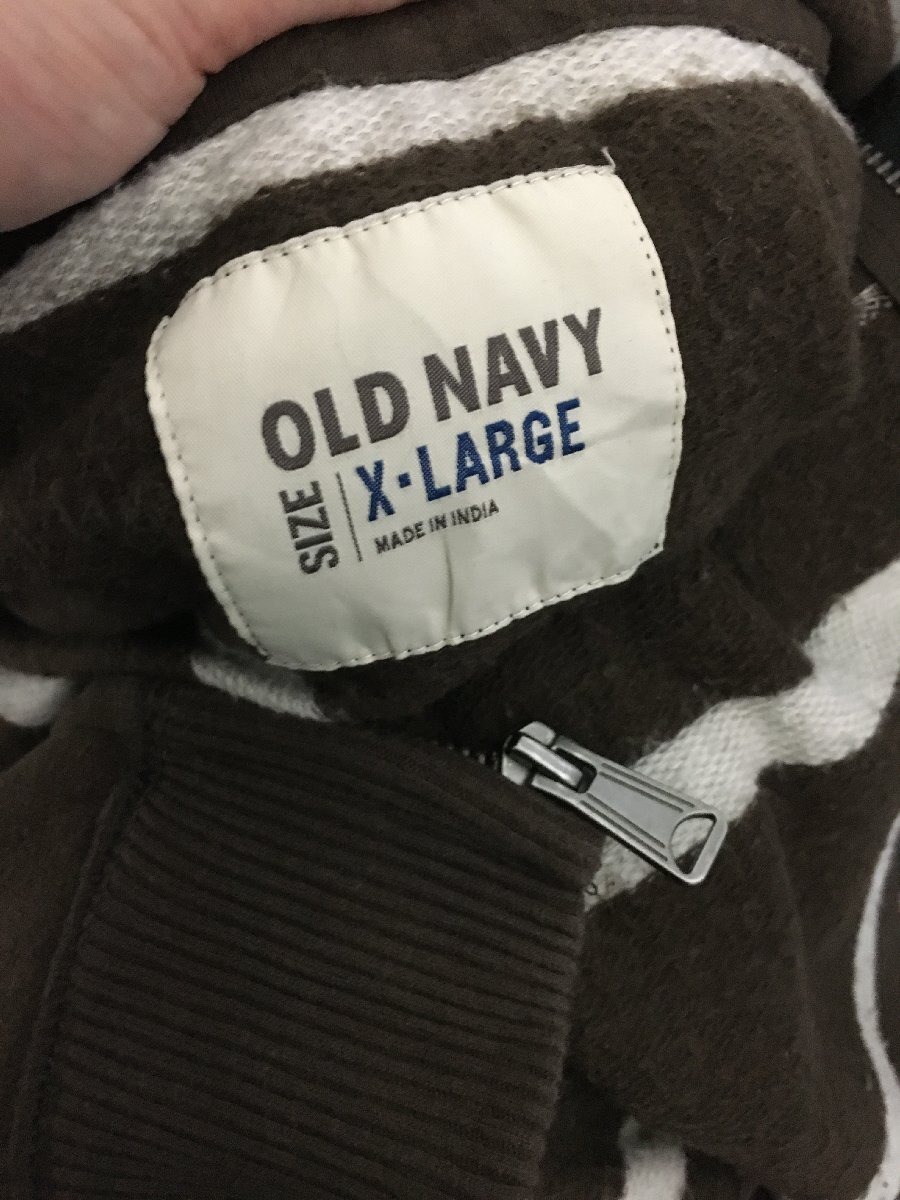 OLD NAVY
SIZE
X-LARGE
MADE IN INDIA